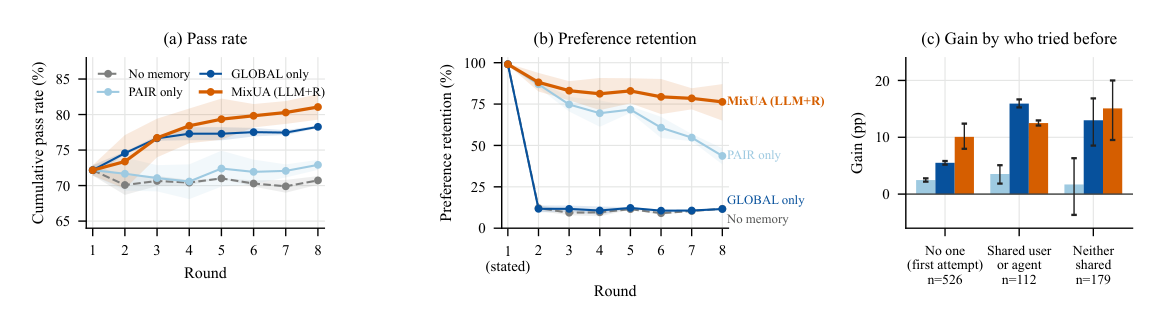 (a) Pass rate
Cumulative pass rate (%)
85
80
75
70
65
No memory
PAIR only
GLOBAL only
MixUA (LLM+R)
1 2 3 4 5 6 7 8
Round
(b) Preference retention
Preference retention (%)
100
75
50
25
0
MixUA (LLM+R)
PAIR only
GLOBAL only
No memory
1 2 3 4 5 6 7 8
(stated)
Round
(c) Gain by who tried before
Gain (pp)
20
10
0
No one
(first attempt)
n=526
Shared user
or agent
n=112
Neither
shared
n=179